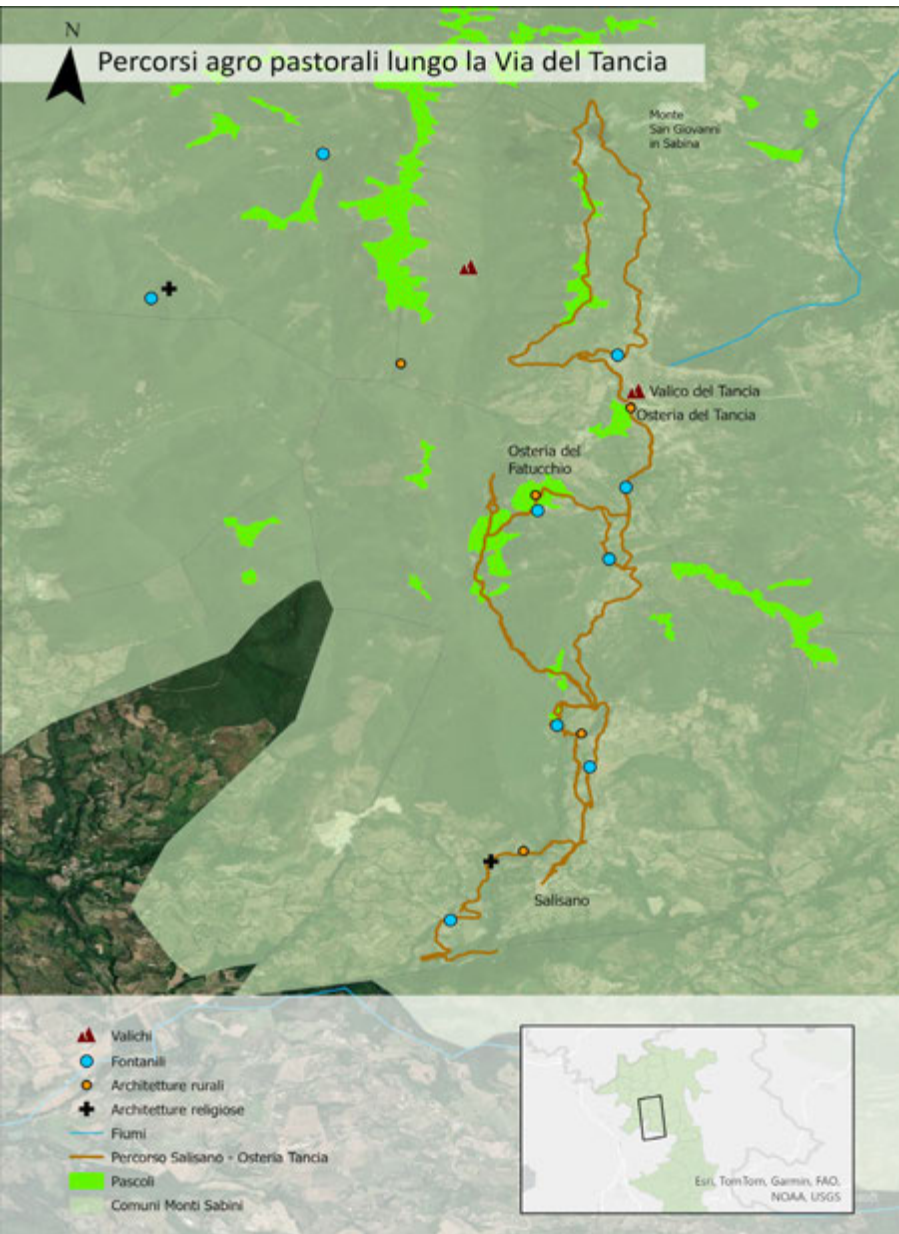 N
Percorsi agro pastorali lungo la Via del Tancia
Monte
San Giovanni
in Sabina
Valico del Tancia
Osteria del Tancia
Osteria del
Fatucchio
Salisano
Valichi
Fontanili
Architetture rurali
Architetture religiose
Fiumi
Percorso Salisano - Osteria Tancia
Pascoli
Comuni Monti Sabini
Esri, TomTom, Garmin, FAO,
NOAA, USGS